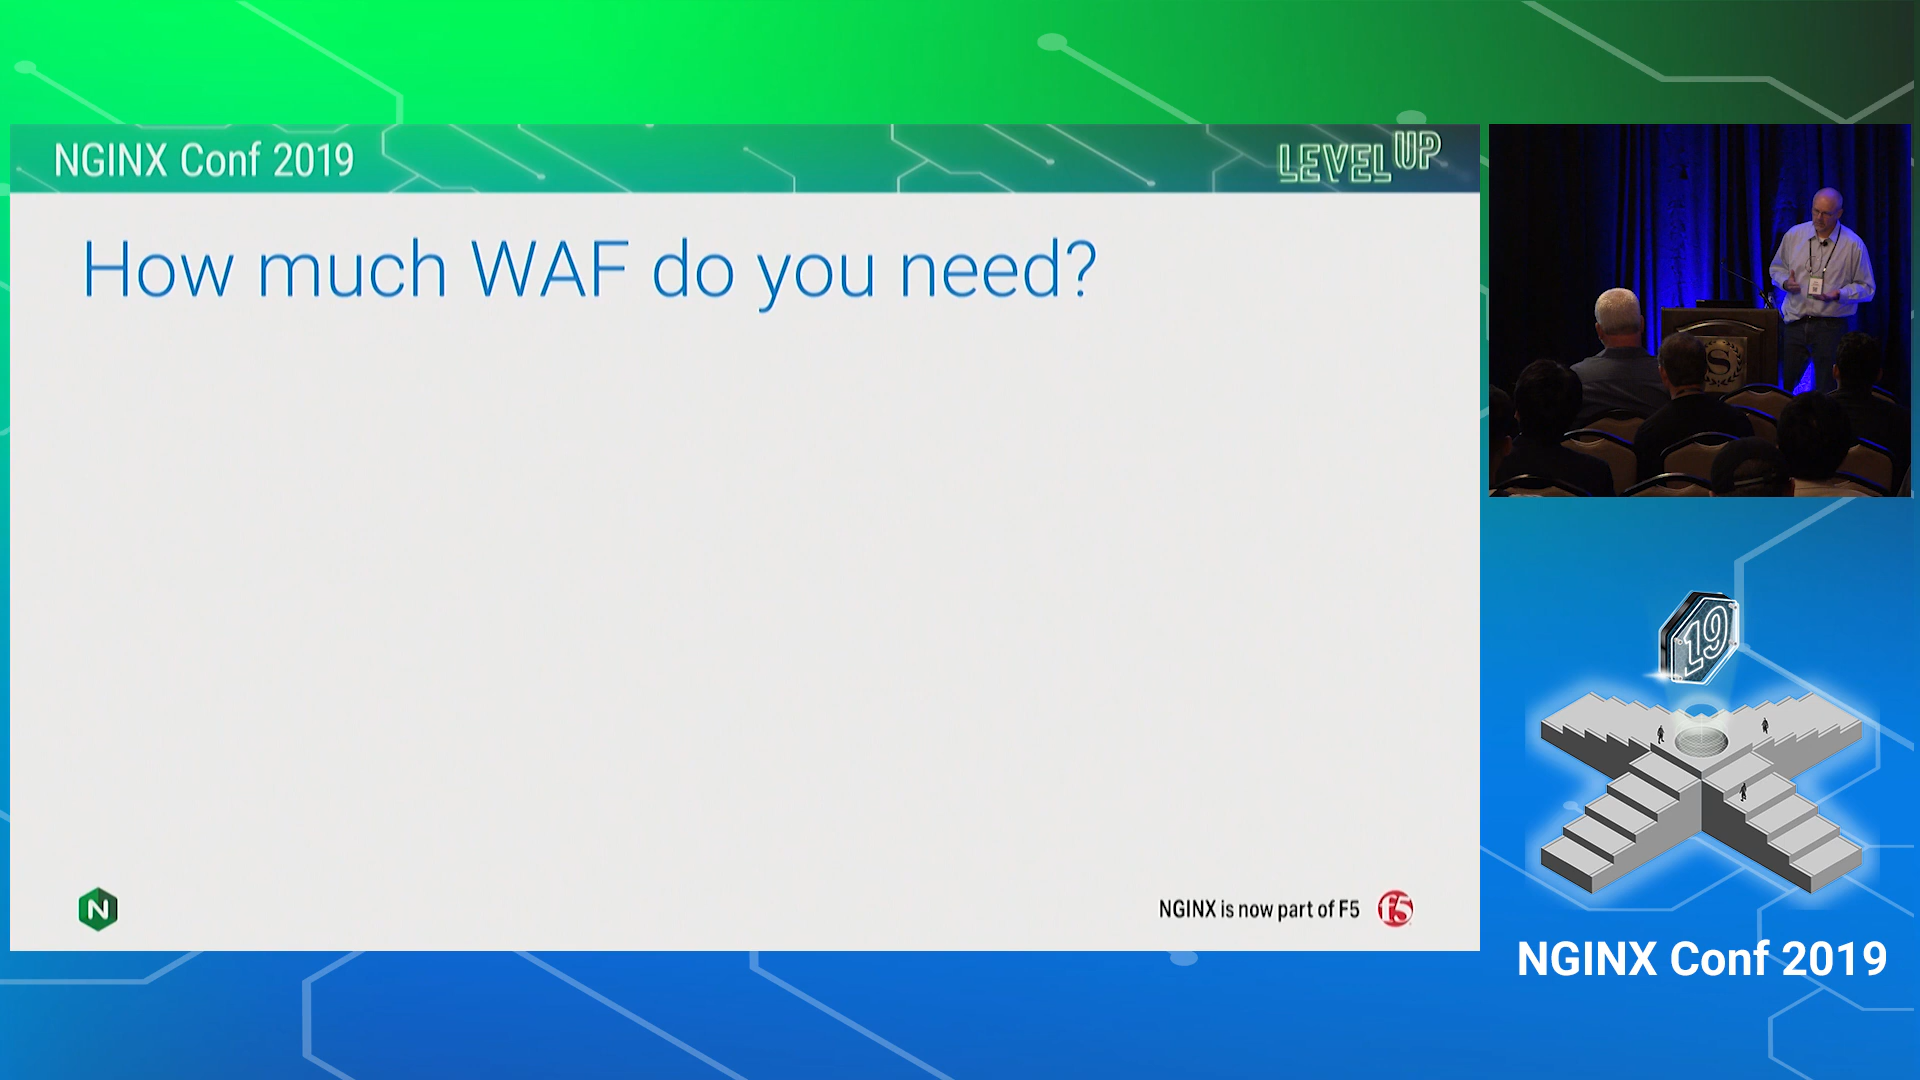 NGINX Conf 2019
LEVEL UP
How much WAF do you need?
N
NGINX is now part of F5
f5
S
19
NGINX Conf 2019